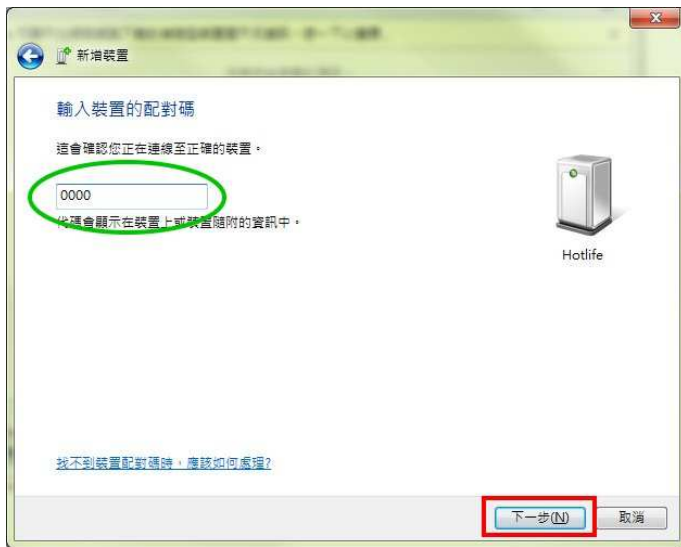 新增裝置
輸入裝置的配對碼
這會確認您正在連線至正確的裝置。
0000
代碼會顯示在裝置上或裝置隨附的資訊中。
Hotlife
找不到裝置配對碼時，應該如何處理?
下一步(N)
取消